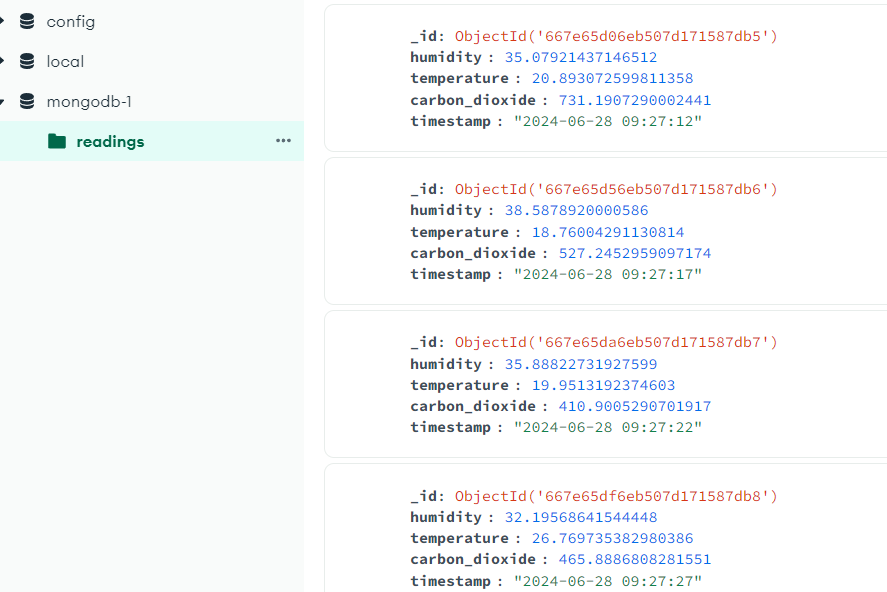 config
local
mongodb-1
readings
_id: ObjectId('667e65d06eb507d171587db5')
humidity : 35.07921437146512
temperature : 20.893072599811358
carbon_dioxide : 731.1907290002441
timestamp : "2024-06-28 09:27:12"
_id: ObjectId('667e65d56eb507d171587db6')
humidity : 38.5878920000586
temperature : 18.76004291130814
carbon_dioxide : 527.2452959097174
timestamp : "2024-06-28 09:27:17"
_id: ObjectId('667e65da6eb507d171587db7')
humidity : 35.88822731927599
temperature : 19.9513192374603
carbon_dioxide : 410.9005290701917
timestamp : "2024-06-28 09:27:22"
_id: ObjectId('667e65df6eb507d171587db8')
humidity : 32.19568641544448
temperature : 26.769735382980386
carbon_dioxide : 465.8886808281551
timestamp : "2024-06-28 09:27:27"